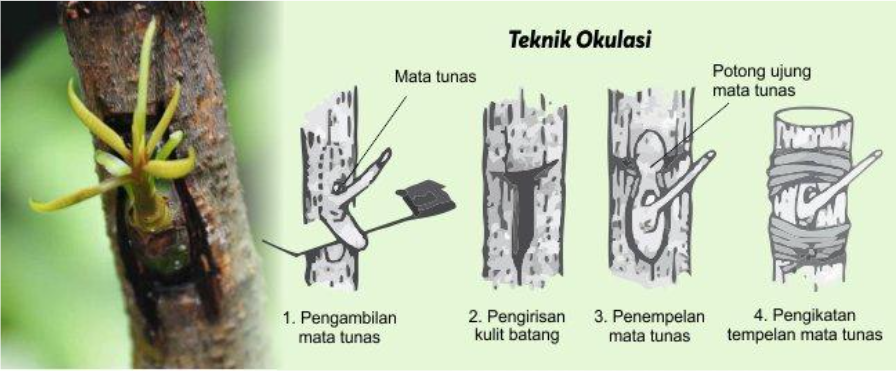 Teknik Okulasi
Mata tunas
Potong ujung
mata tunas
1. Pengambilan
mata tunas
2. Pengirisan
kulit batang
3. Penempelan
mata tunas
4. Pengikatan
tempelan mata tunas